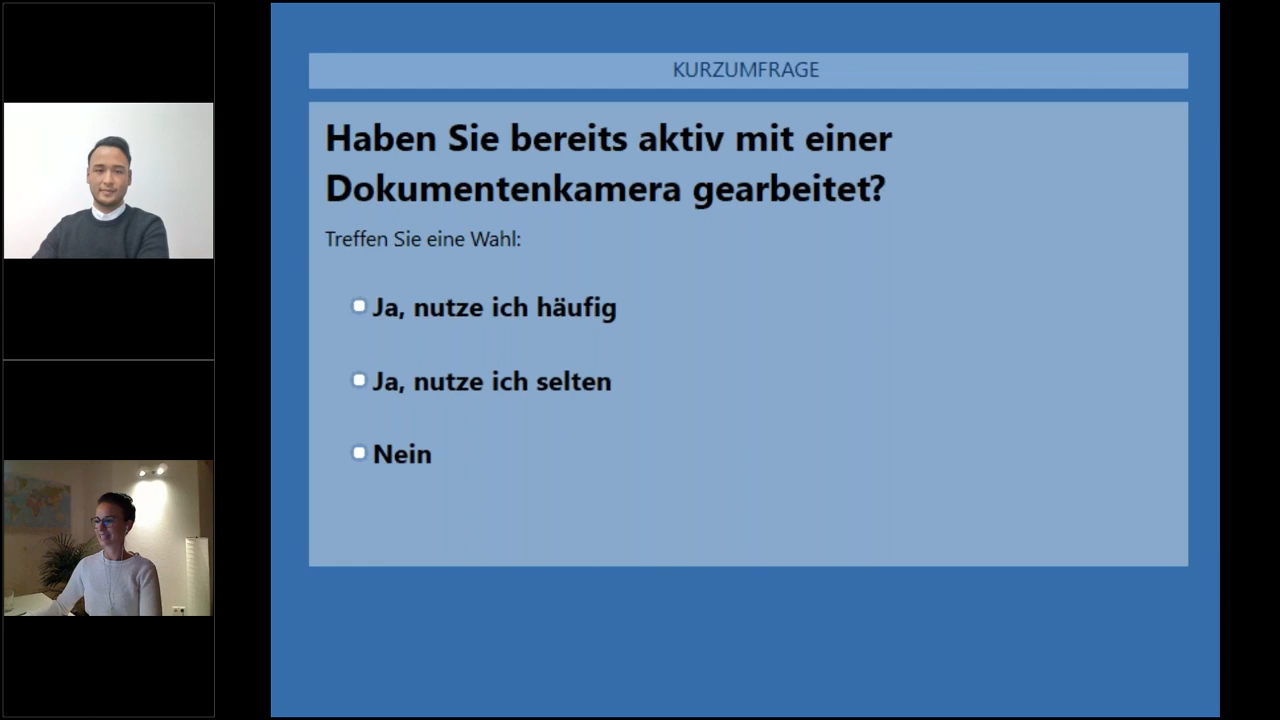 KURZUMFRAGE
Haben Sie bereits aktiv mit einer
Dokumentenkamera gearbeitet?
Treffen Sie eine Wahl:
Ja, nutze ich häufig
Ja, nutze ich selten
Nein